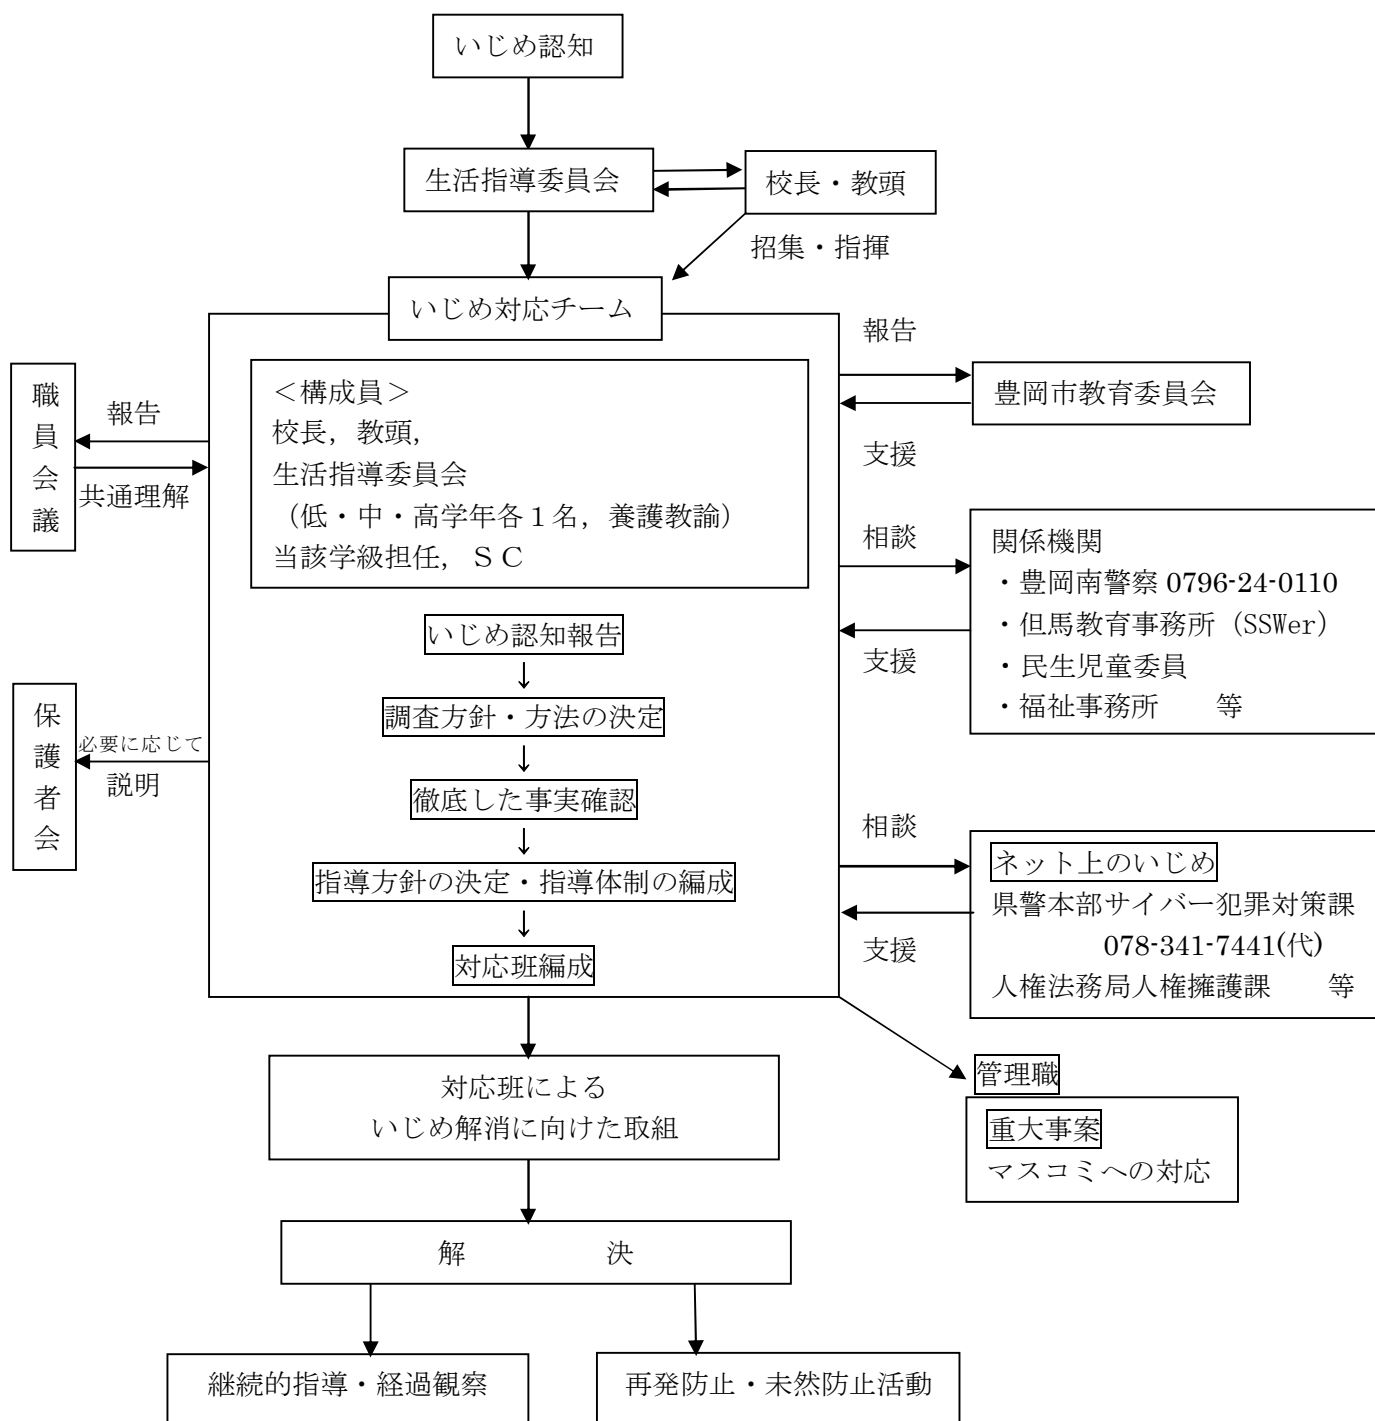 いじめ認知
生活指導委員会
校長・教頭
招集・指揮
いじめ対応チーム
＜構成員＞
校長，教頭，
生活指導委員会
（低・中・高学年各１名，養護教諭）
当該学級担任，ＳＣ
いじめ認知報告
↓
調査方針・方法の決定
↓
徹底した事実確認
↓
指導方針の決定・指導体制の編成
↓
対応班編成
職員会議
報告
共通理解
保護者会
必要に応じて
説明
報告
豊岡市教育委員会
支援
相談
関係機関
・豊岡南警察 0796-24-0110
・但馬教育事務所（SSWer）
・民生児童委員
・福祉事務所　　等
支援
相談
ネット上のいじめ
県警本部サイバー犯罪対策課
078-341-7441(代)
人権法務局人権擁護課　　等
支援
管理職
重大事案
マスコミへの対応
対応班による
いじめ解消に向けた取組
解　　　　　決
継続的指導・経過観察
再発防止・未然防止活動